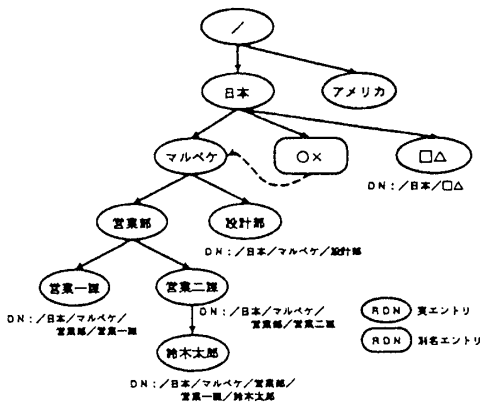 ／
日本
アメリカ
マルペケ
○×
□△
DN：／日本／□△
営業部
設計部
DN：／日本／マルペケ／設計部
営業一課
営業二課
DN：／日本／マルペケ／
営業部／営業一課
DN：／日本／マルペケ／
営業部／営業二課
鈴木太郎
DN：／日本／マルペケ／営業部／
営業一課／鈴木太郎
RDN 実エントリ
RDN 別名エントリ